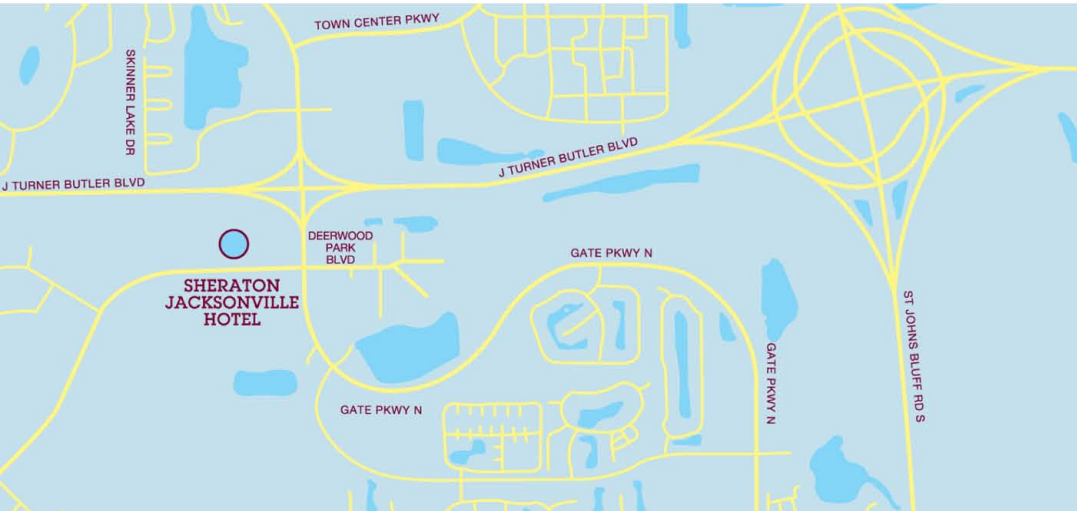 TOWN CENTER PKWY
SKINNER LAKE DR
J TURNER BUTLER BLVD
J TURNER BUTLER BLVD
DEERWOOD
PARK
BLVD
GATE PKWY N
SHERATON
JACKSONVILLE
HOTEL
ST JOHNS BLUFF RD S
GATE PKWY N
GATE PKWY N